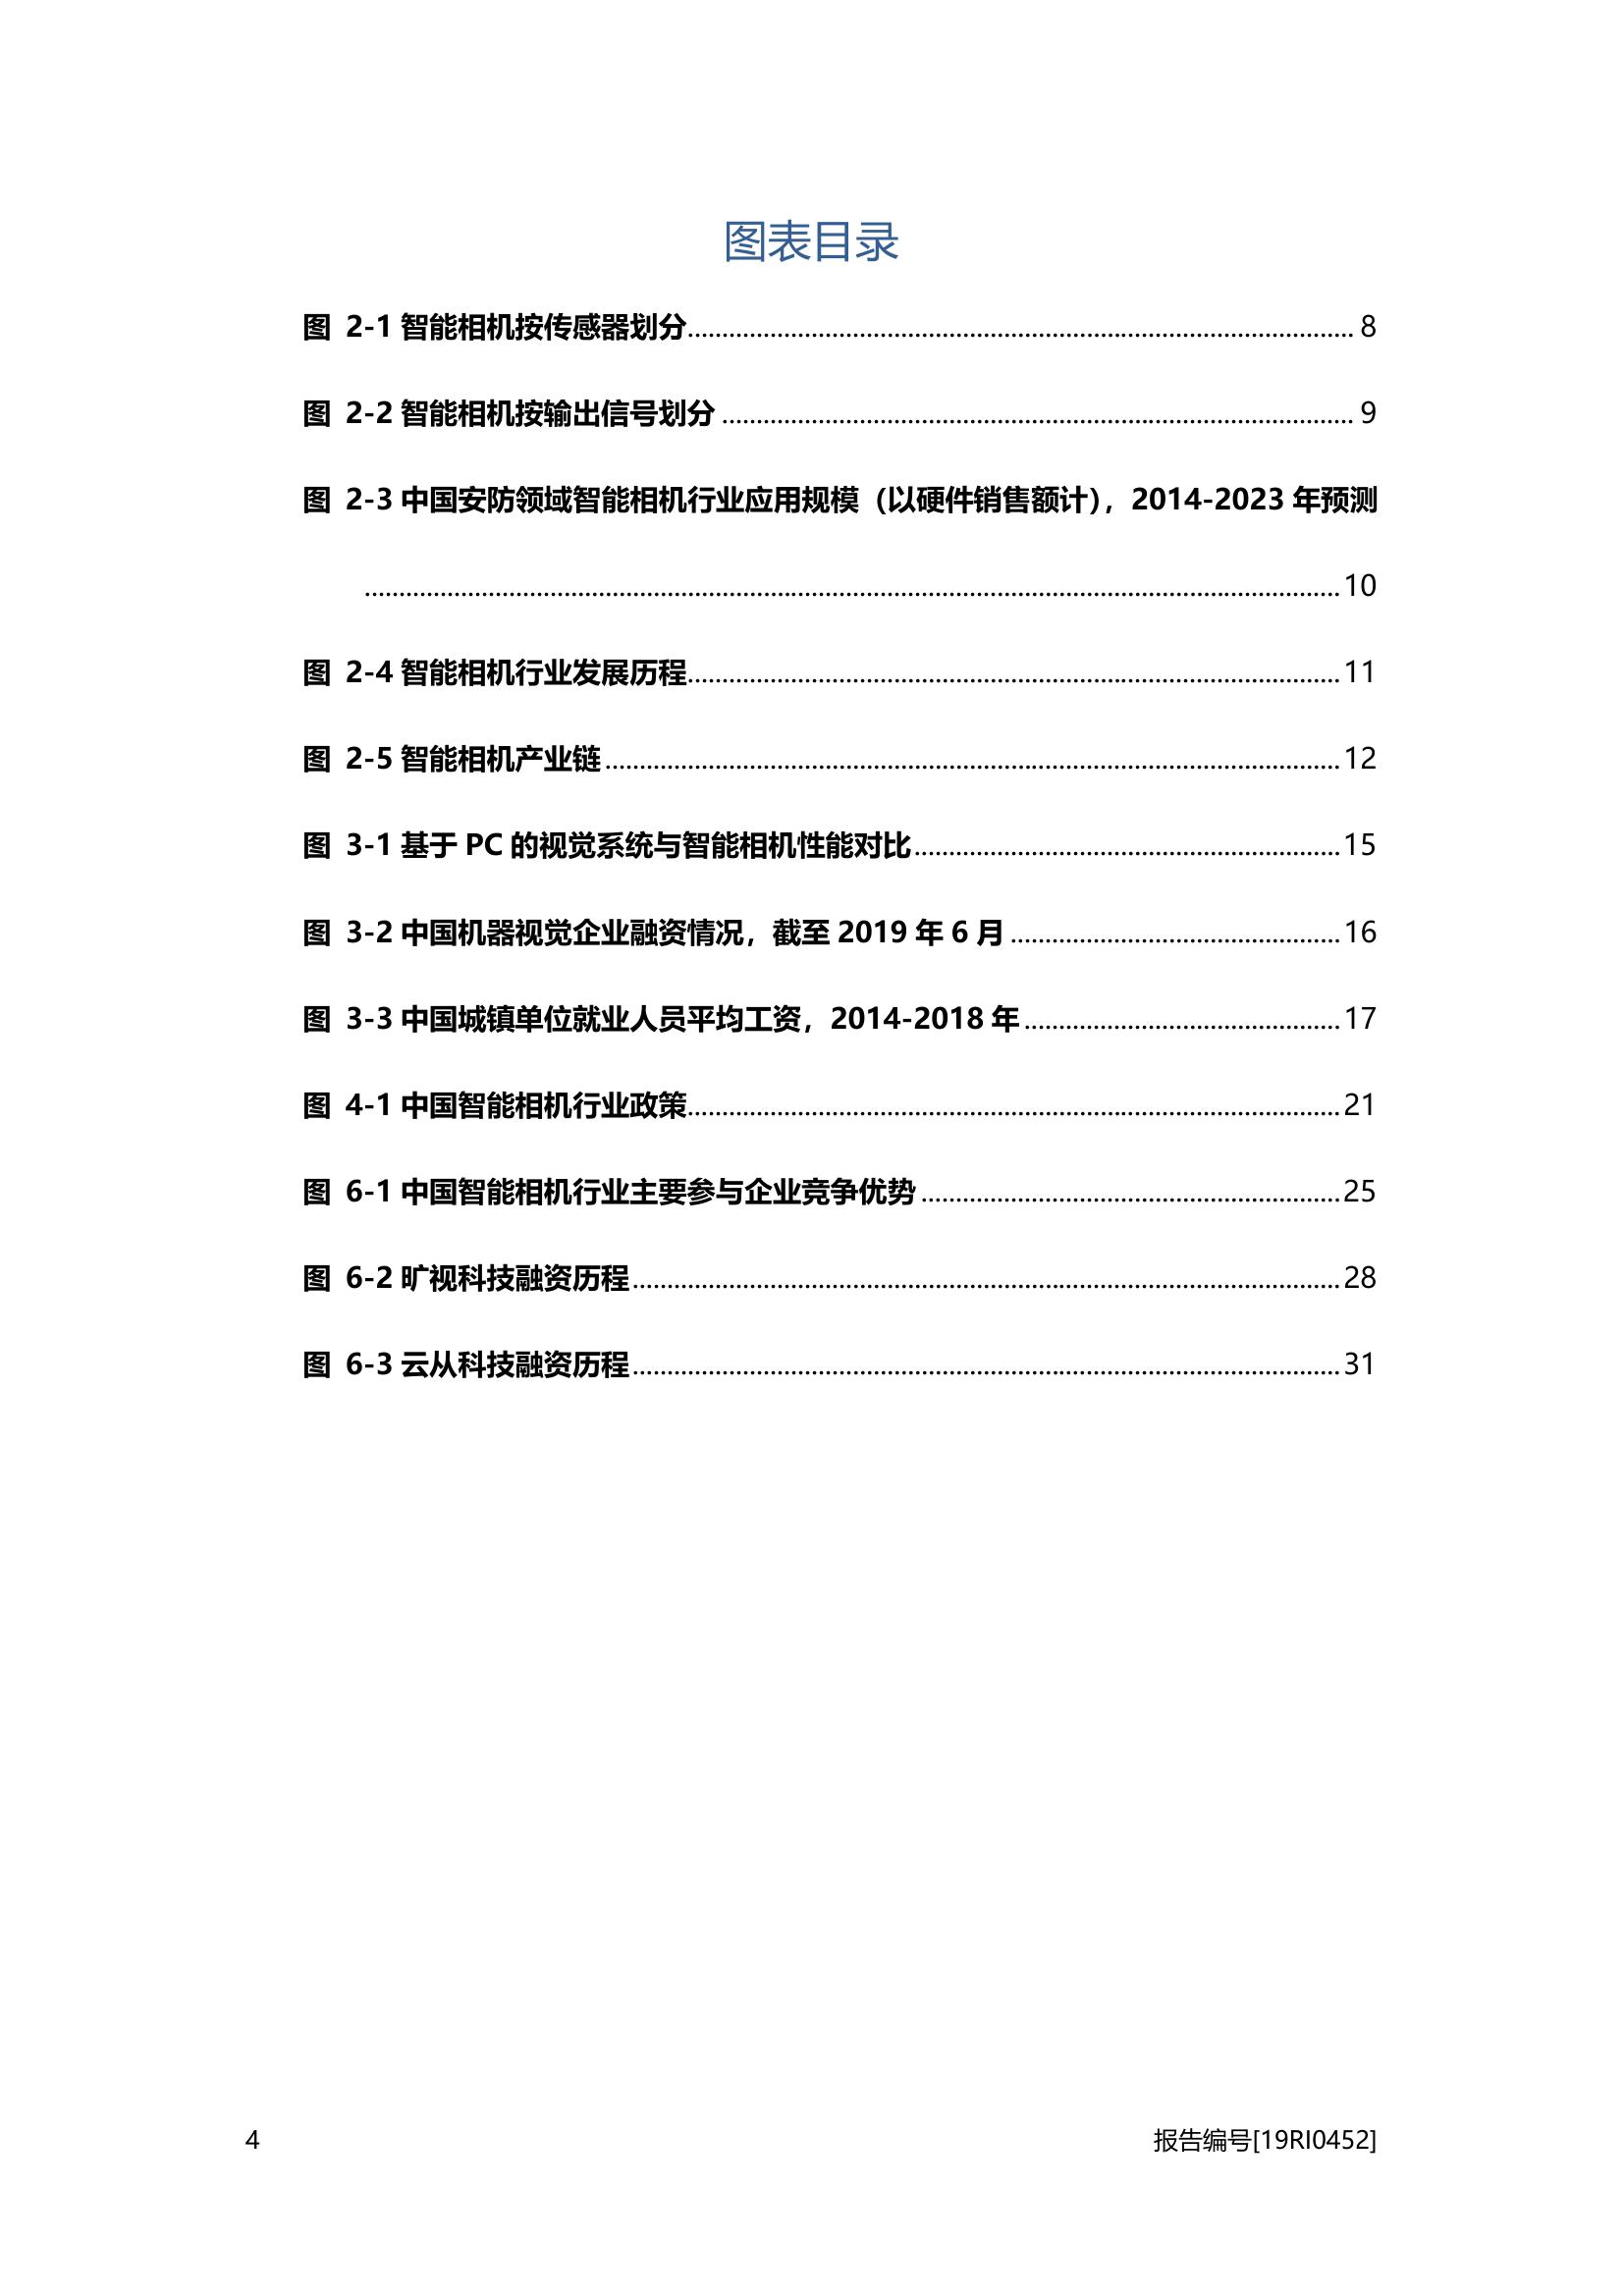 图表目录
图 2-1 智能相机按传感器划分 8
图 2-2 智能相机按输出信号划分 9
图 2-3 中国安防领域智能相机行业应用规模（以硬件销售额计），2014-2023 年预测
10
图 2-4 智能相机行业发展历程 11
图 2-5 智能相机产业链 12
图 3-1 基于 PC 的视觉系统与智能相机性能对比 15
图 3-2 中国机器视觉企业融资情况，截至 2019 年 6 月 16
图 3-3 中国城镇单位就业人员平均工资，2014-2018 年 17
图 4-1 中国智能相机行业政策 21
图 6-1 中国智能相机行业主要参与企业竞争优势 25
图 6-2 旷视科技融资历程 28
图 6-3 云从科技融资历程 31
4 报告编号[19RI0452]